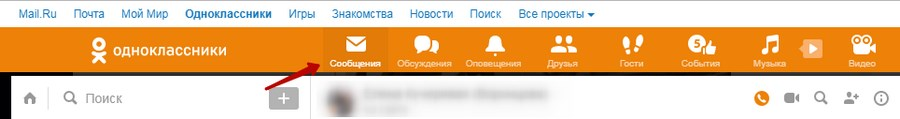 Mail.Ru Почта Мой Мир Одноклассники Игры Знакомства Новости Поиск Все проекты
одноклассники
5
Сообщения Обсуждения Оповещения Друзья Гости События Музыка Видео
Поиск